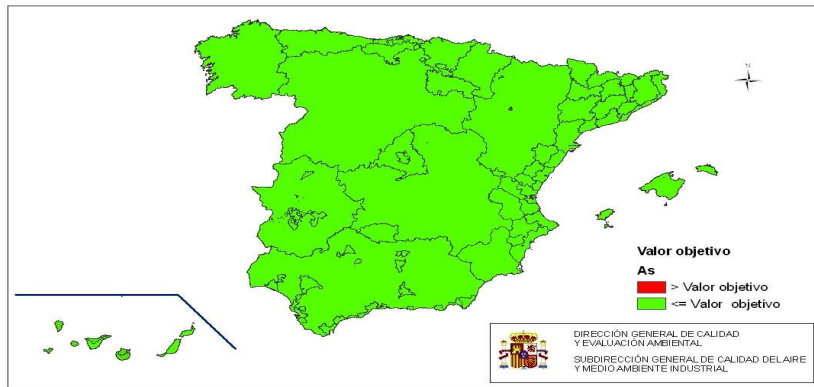 N
Valor objetivo
As
> Valor objetivo
<= Valor objetivo
DIRECCIÓN GENERAL DE CALIDAD
Y EVALUACIÓN AMBIENTAL
SUBDIRECCIÓN GENERAL DE CALIDAD DEL AIRE
Y MEDIO AMBIENTE INDUSTRIAL